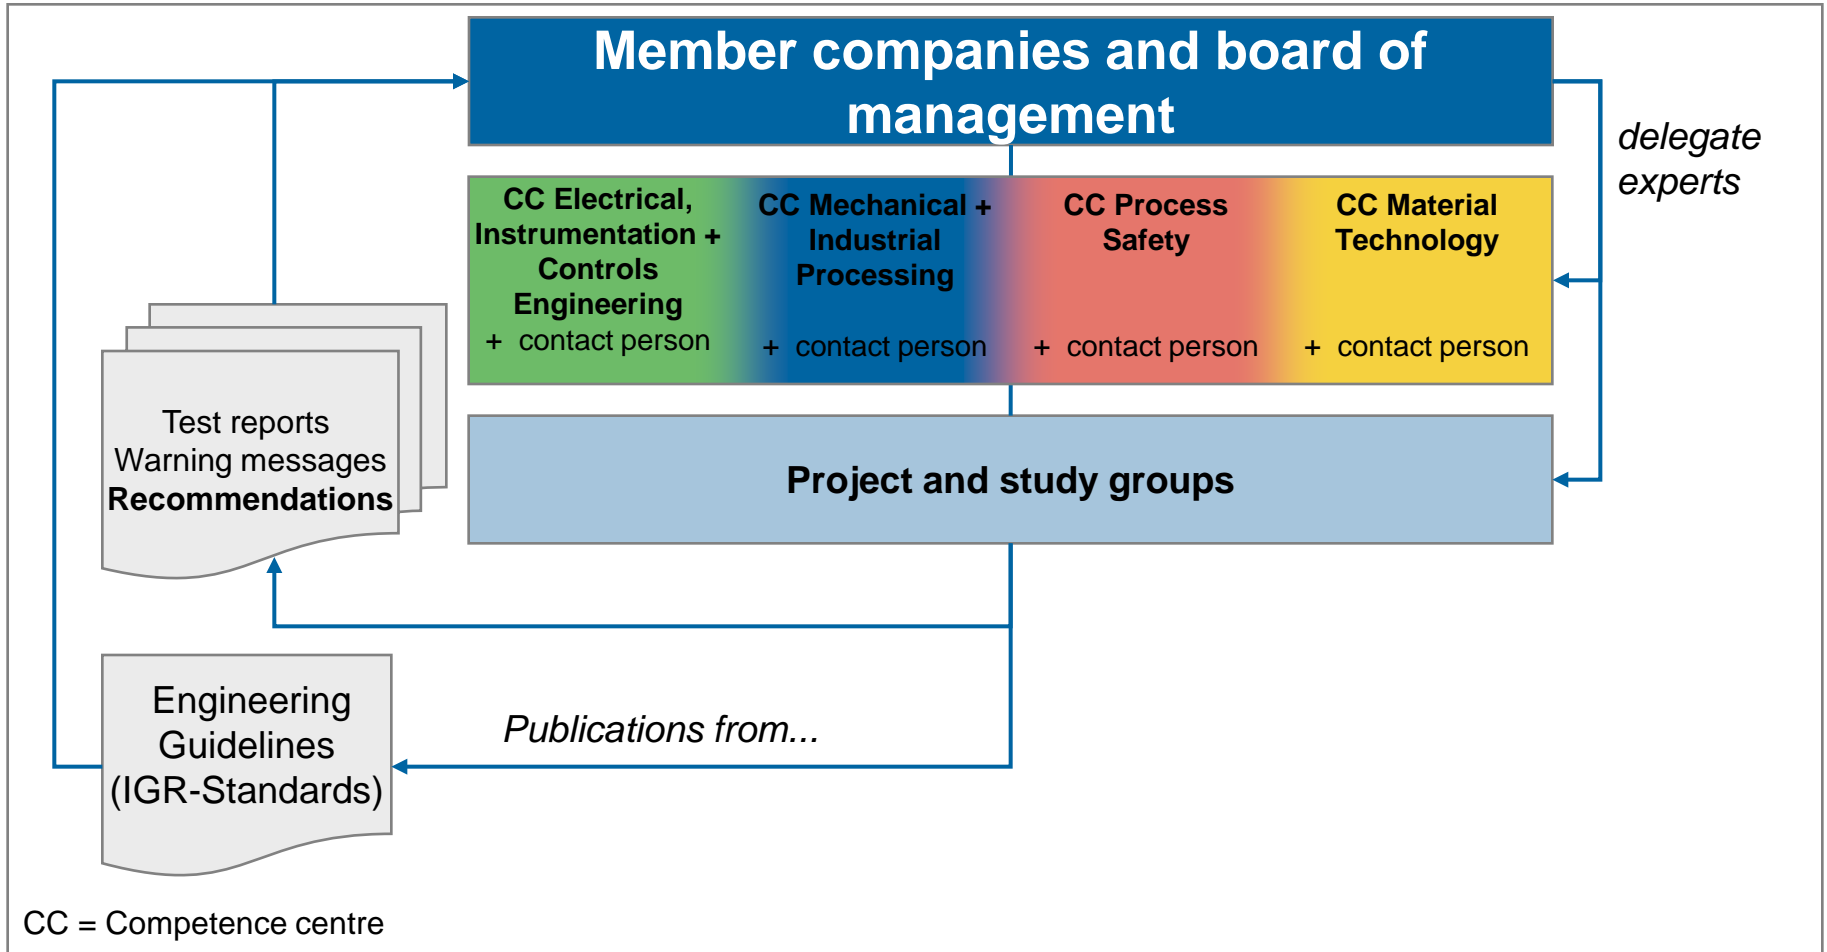 Member companies and board of
management
delegate
experts
CC Electrical,
Instrumentation +
Controls
Engineering
+ contact person
CC Mechanical +
Industrial
Processing
+ contact person
CC Process
Safety
+ contact person
CC Material
Technology
+ contact person
Test reports
Warning messages
Recommendations
Project and study groups
Engineering
Guidelines
(IGR-Standards)
Publications from...
CC = Competence centre